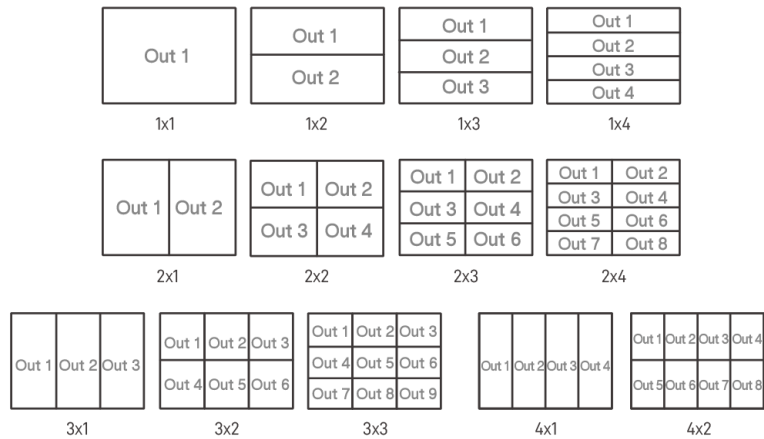 Out 1
Out 1
Out 2
Out 1
Out 2
Out 3
Out 1
Out 2
Out 3
Out 4
1x1 1x2 1x3 1x4
Out 1 Out 2
Out 1 Out 2
Out 3 Out 4
Out 1 Out 2
Out 3 Out 4
Out 5 Out 6
Out 1 Out 2
Out 3 Out 4
Out 5 Out 6
Out 7 Out 8
2x1 2x2 2x3 2x4
Out 1 Out 2 Out 3
Out 1 Out 2 Out 3
Out 4 Out 5 Out 6
Out 1 Out 2 Out 3
Out 4 Out 5 Out 6
Out 7 Out 8 Out 9
Out 1 Out 2 Out 3 Out 4
Out 1 Out 2 Out 3 Out 4
Out 5 Out 6 Out 7 Out 8
3x1 3x2 3x3 4x1 4x2